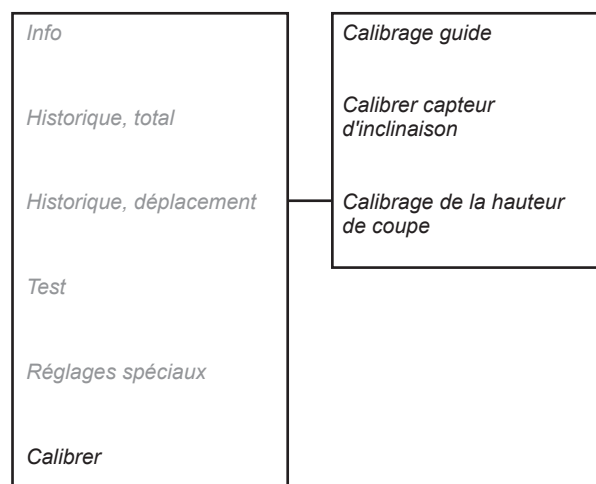 Info
Historique, total
Historique, déplacement
Test
Réglages spéciaux
Calibrer
Calibrage guide
Calibrer capteur
d'inclinaison
Calibrage de la hauteur
de coupe